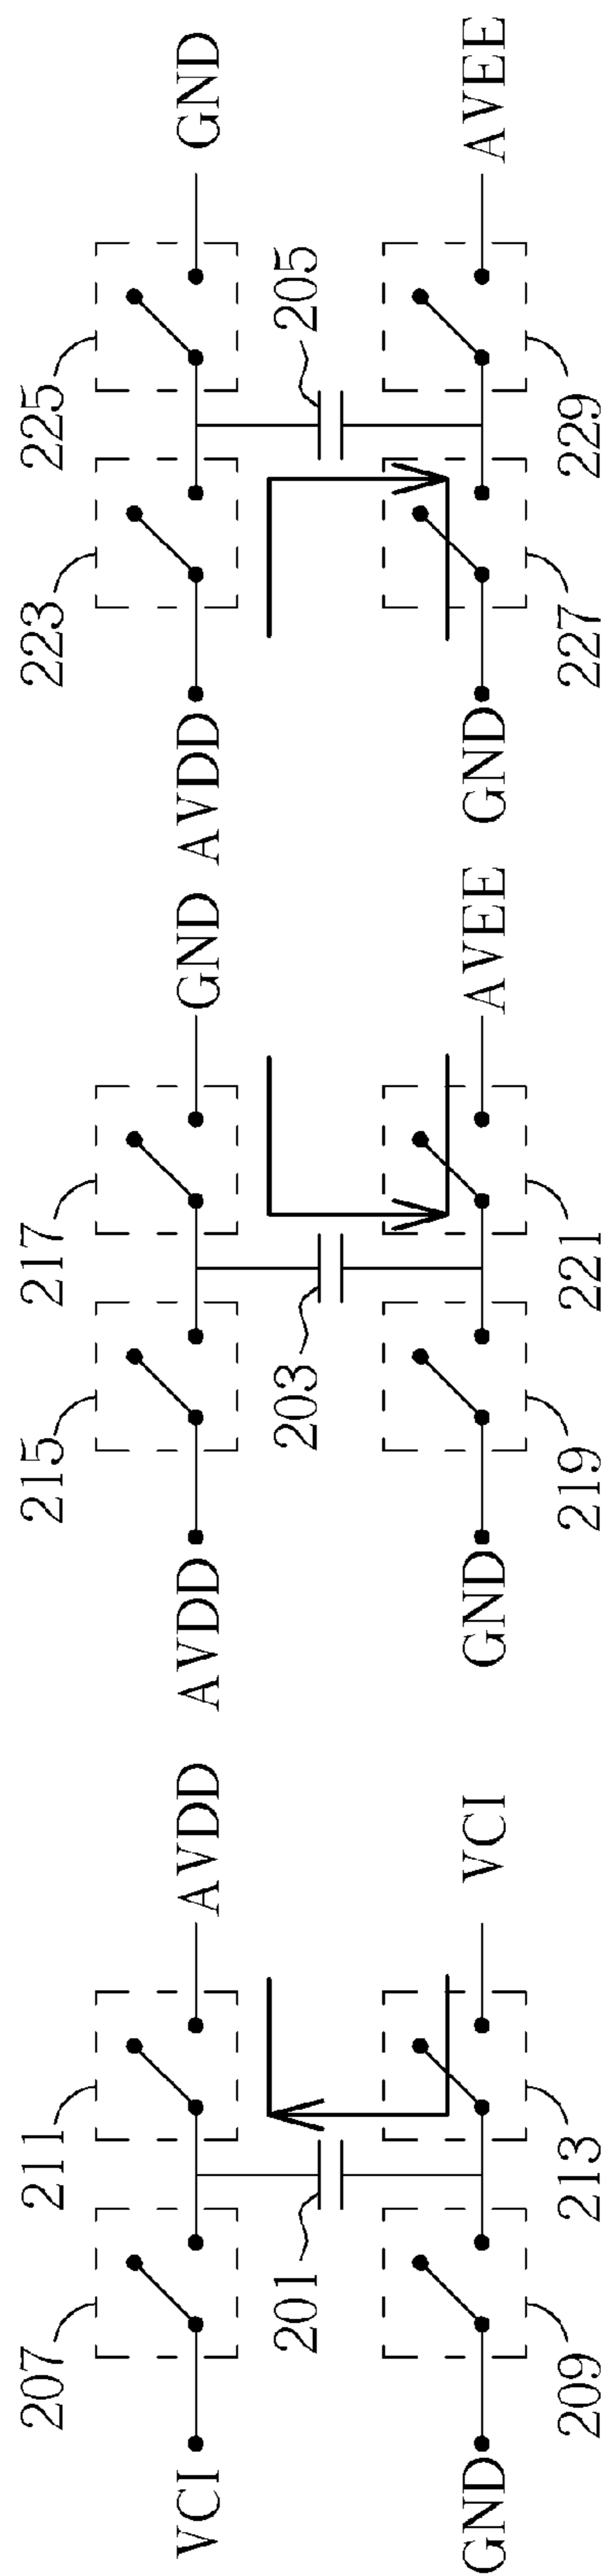 207
211
VCI
AVDD
201
GND
VCI
209
213
215
217
AVDD
GND
203
GND
AVEE
219
221
223
225
AVDD
GND
205
GND
AVEE
227
229